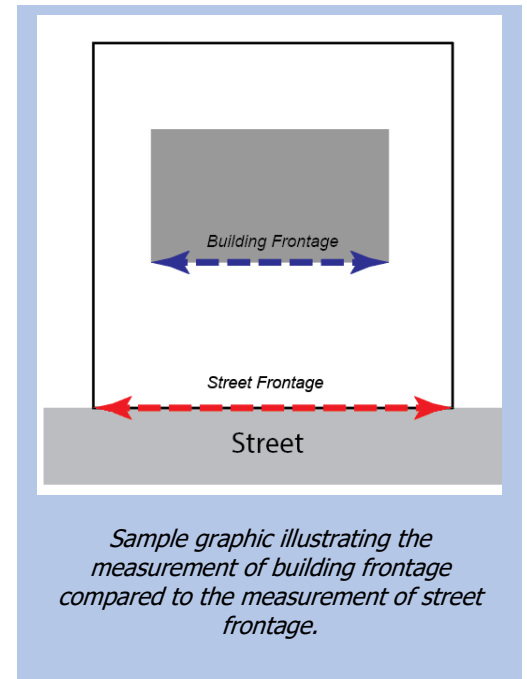 Building Frontage
Street Frontage
Street
Sample graphic illustrating the
measurement of building frontage
compared to the measurement of street
frontage.